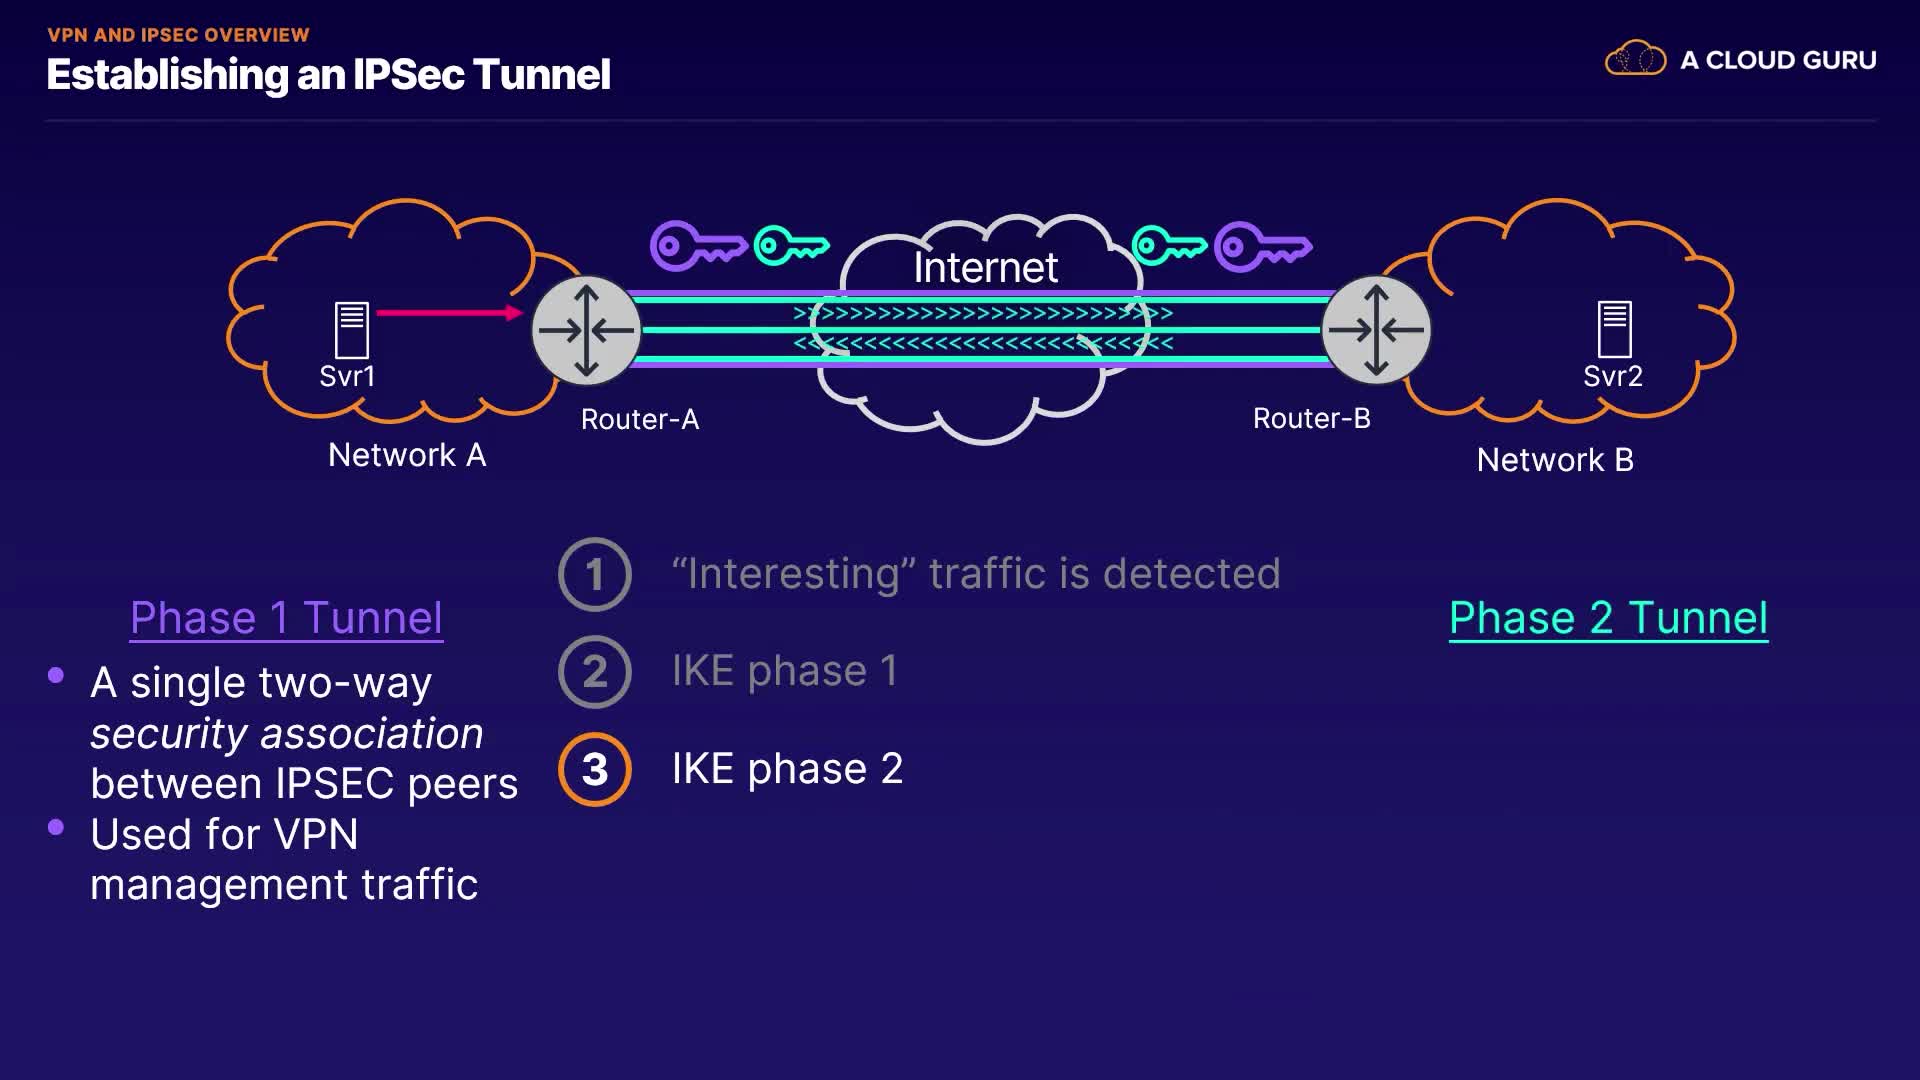 VPN AND IPSEC OVERVIEW
Establishing an IPSec Tunnel
A CLOUD GURU
Internet
>>>>>>>>>>>>>>>>>>>>>>>>>>>
<<<<<<<<<<<<<<<<<<<<<<<<<<<
Svr1
Svr2
Router-A
Router-B
Network A
Network B
1 “Interesting” traffic is detected
2 IKE phase 1
3 IKE phase 2
Phase 1 Tunnel
• A single two-way
security association
between IPSEC peers
• Used for VPN
management traffic
Phase 2 Tunnel